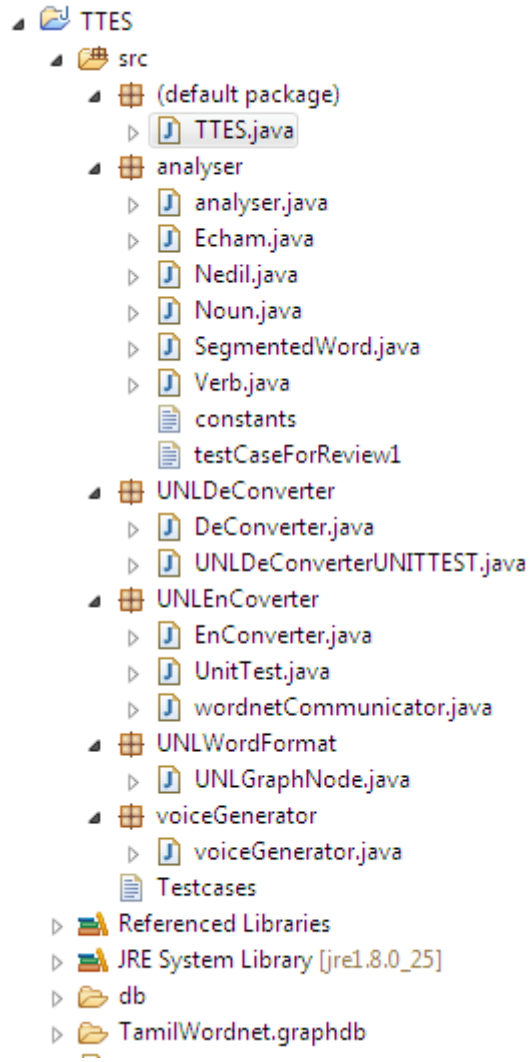 TTES
src
(default package)
TTES.java
analyser
analyser.java
Echam.java
Nedil.java
Noun.java
SegmentedWord.java
Verb.java
constants
testCaseForReview1
UNLDeConverter
DeConverter.java
UNLDeConverterUNITTEST.java
UNLEnCoverter
EnConverter.java
UnitTest.java
wordnetCommunicator.java
UNLWordFormat
UNLGraphNode.java
voiceGenerator
voiceGenerator.java
Testcases
Referenced Libraries
JRE System Library [jre1.8.0_25]
db
TamilWordnet.graphdb